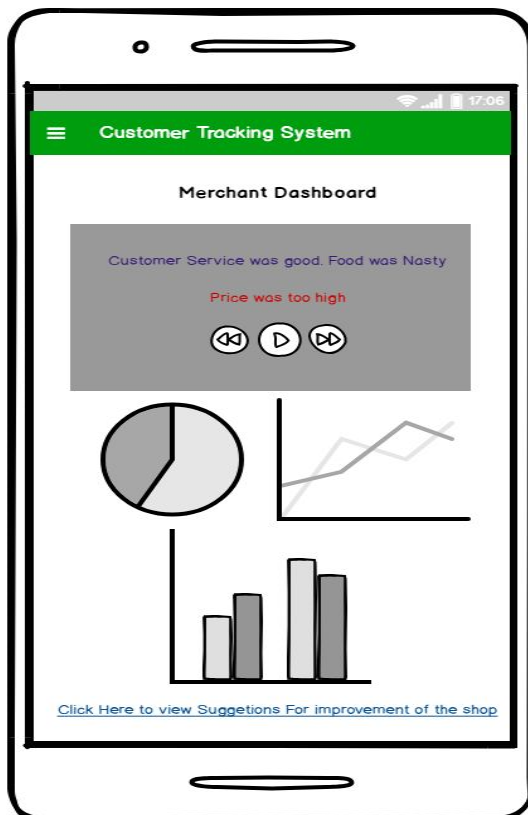 17:06
Customer Tracking System
Merchant Dashboard
Customer Service was good. Food was Nasty
Price was too high
Click Here to view Suggetions For improvement of the shop